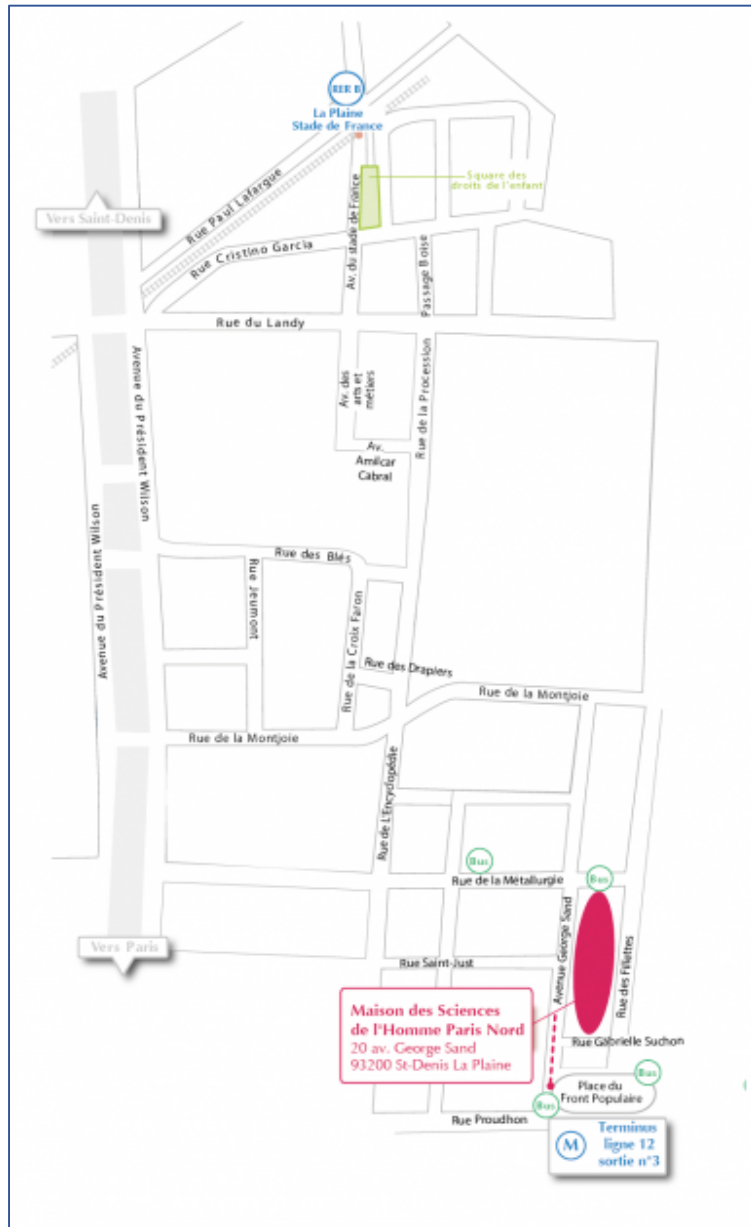 RER B
La Plaine
Stade de France
Square des
droits de l'enfant
Rue Paul Lafargue
Vers Saint-Denis
Av. du stade de France
Rue Cristino Garcia
Passage Boise
Rue du Landy
Avenue du Président Wilson
Av. des
arts et
métiers
Rue de la Procession
Av.
Amilcar
Cabral
Avenue du Président Wilson
Rue des Blés
Rue Jeumont
Rue de la Croix Faron
Rue des Drapiers
Rue de la Montjoie
Rue de la Montjoie
Rue de L'Encyclopédie
Bus
Rue de la Métallurgie
Bus
Vers Paris
Rue Saint-Just
Avenue George Sand
Rue des Fillettes
Maison des Sciences
de l'Homme Paris Nord
20 av. George Sand
93200 St-Denis La Plaine
Rue Gabrielle Suchon
Bus
Place du
Front Populaire
Bus
Rue Proudhon
M
Terminus
ligne 12
sortie n°3